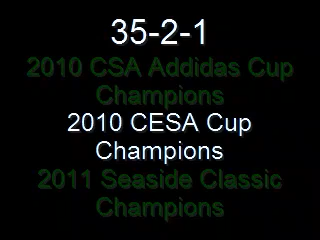 35-2-1
2010 CSA Addidas Cup
Champions
2010 CESA Cup
Champions
2011 Seaside Classic
Champions